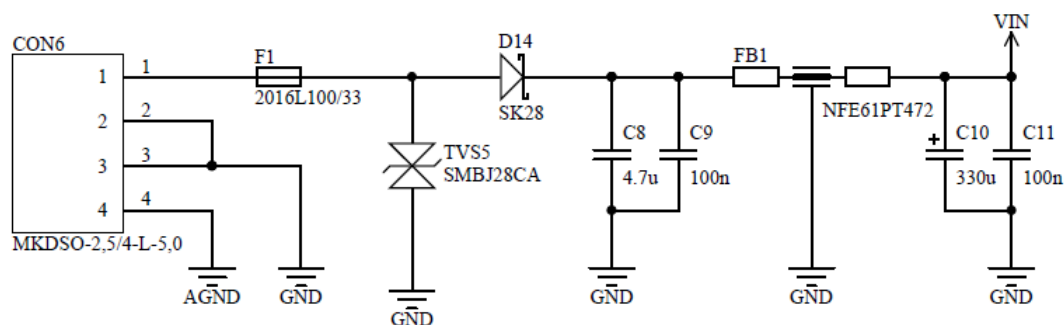 CON6
1
2
3
4
1
2
3
4
MKDSO-2,5/4-L-5,0
AGND
GND
F1
2016L100/33
TVS5
SMBJ28CA
GND
D14
SK28
C8
4.7u
C9
100n
GND
FB1
NFE61PT472
GND
VIN
+
C10
330u
C11
100n
GND